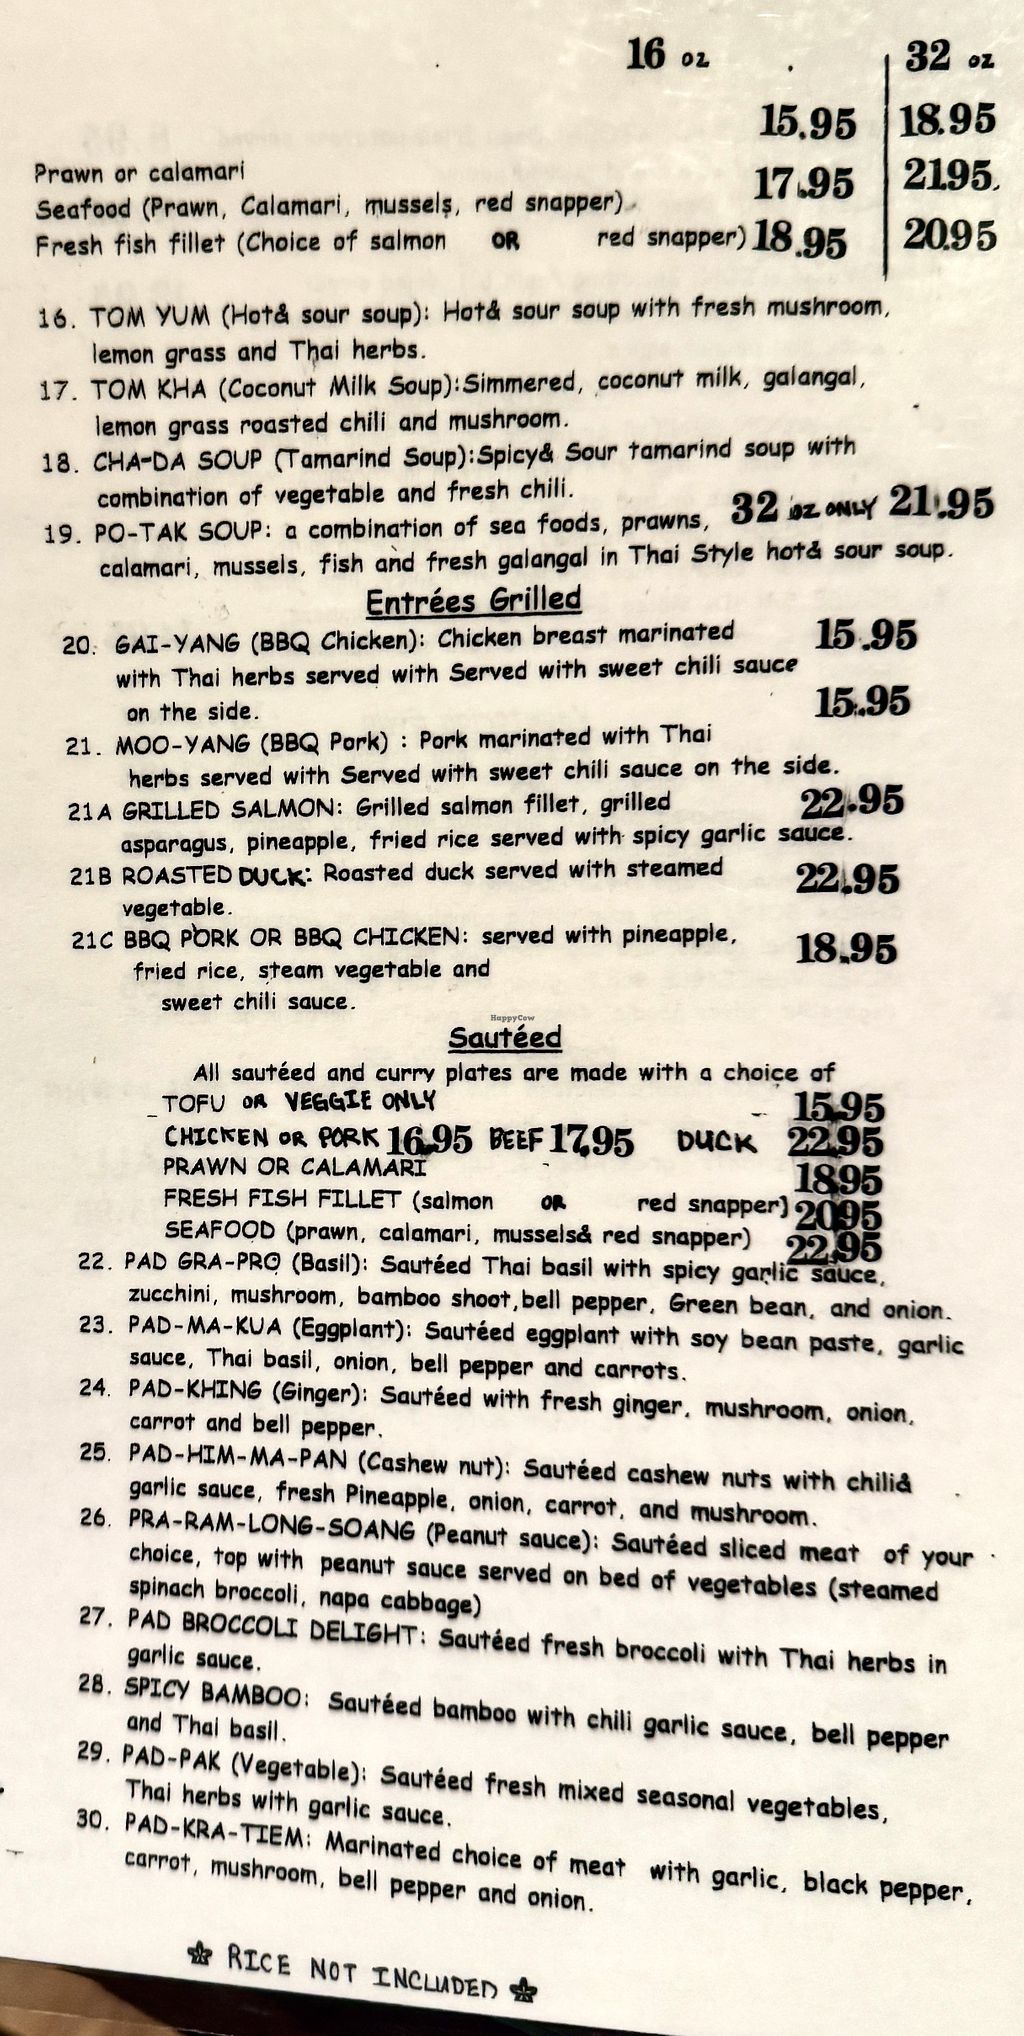 16 oz 32 oz
15.95 18.95
Prawn or calamari
17.95 21.95
Seafood (Prawn, Calamari, mussels, red snapper)
Fresh fish fillet (Choice of salmon OR red snapper) 18.95 20.95
16. TOM YUM (Hot& sour soup): Hot& sour soup with fresh mushroom,
lemon grass and Thai herbs.
17. TOM KHA (Coconut Milk Soup):Simmered, coconut milk, galangal,
lemon grass roasted chili and mushroom.
18. CHA-DA SOUP (Tamarind Soup):Spicy& Sour tamarind soup with
combination of vegetable and fresh chili.
19. PO-TAK SOUP: a combination of sea foods, prawns, 32 oz ONLY 21.95
calamari, mussels, fish and fresh galangal in Thai Style hot& sour soup.
Entrées Grilled
20. GAI-YANG (BBQ Chicken): Chicken breast marinated 15.95
with Thai herbs served with Served with sweet chili sauce
on the side. 15.95
21. MOO-YANG (BBQ Pork) : Pork marinated with Thai
herbs served with Served with sweet chili sauce on the side.
21A GRILLED SALMON: Grilled salmon fillet, grilled 22.95
asparagus, pineapple, fried rice served with spicy garlic sauce.
21B ROASTED DUCK: Roasted duck served with steamed 22.95
vegetable.
21C BBQ PORK OR BBQ CHICKEN: served with pineapple, 18.95
fried rice, steam vegetable and
sweet chili sauce.
HappyCow
Sautéed
All sautéed and curry plates are made with a choice of
TOFU OR VEGGIE ONLY 15.95
CHICKEN OR PORK 16.95 BEEF 17.95 DUCK 22.95
PRAWN OR CALAMARI 18.95
FRESH FISH FILLET (salmon OR red snapper) 20.95
SEAFOOD (prawn, calamari, mussels& red snapper) 22.95
22. PAD GRA-PRO (Basil): Sautéed Thai basil with spicy garlic sauce,
zucchini, mushroom, bamboo shoot,bell pepper, Green bean, and onion.
23. PAD-MA-KUA (Eggplant): Sautéed eggplant with soy bean paste, garlic
sauce, Thai basil, onion, bell pepper and carrots.
24. PAD-KHING (Ginger): Sautéed with fresh ginger, mushroom, onion,
carrot and bell pepper.
25. PAD-HIM-MA-PAN (Cashew nut): Sautéed cashew nuts with chili&
garlic sauce, fresh Pineapple, onion, carrot, and mushroom.
26. PRA-RAM-LONG-SOANG (Peanut sauce): Sautéed sliced meat of your
choice, top with peanut sauce served on bed of vegetables (steamed
spinach broccoli, napa cabbage)
27. PAD BROCCOLI DELIGHT: Sautéed fresh broccoli with Thai herbs in
garlic sauce.
28. SPICY BAMBOO: Sautéed bamboo with chili garlic sauce, bell pepper
and Thai basil.
29. PAD-PAK (Vegetable): Sautéed fresh mixed seasonal vegetables,
Thai herbs with garlic sauce.
30. PAD-KRA-TIEM: Marinated choice of meat with garlic, black pepper,
carrot, mushroom, bell pepper and onion.
RICE NOT INCLUDED